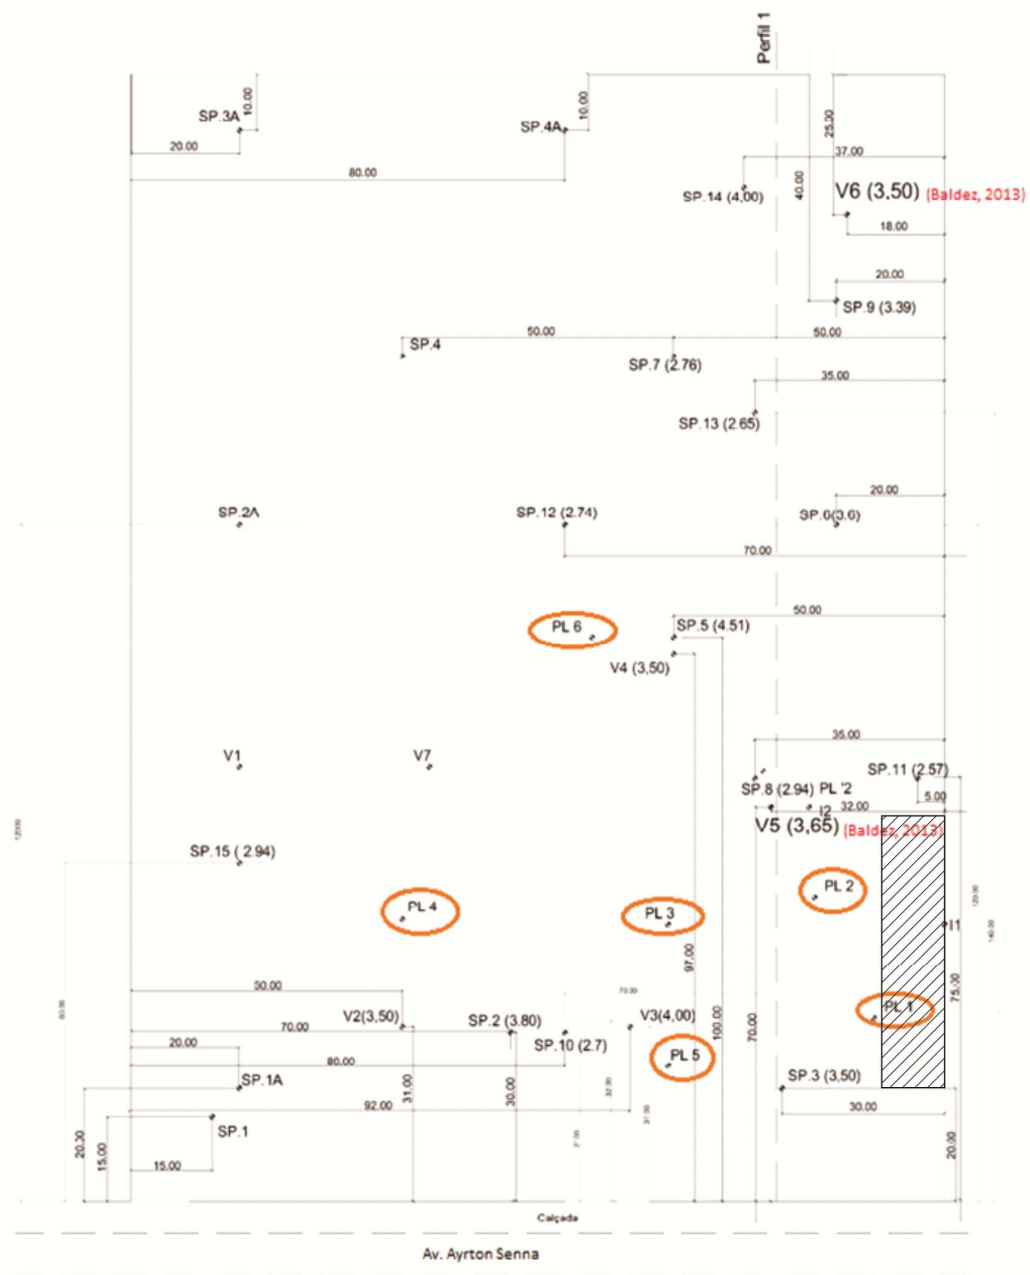 Perfil 1
10.00
SP.3A
20.00
80.00
10.00
SP.4A
25.00
37.00
40.00
SP.14 (4,00)
V6 (3,50) (Baldez, 2013)
18.00
20.00
SP.9 (3.39)
50.00
50.00
SP.4
SP.7 (2.76)
35.00
SP.13 (2.65)
20.00
SP.2A
SP.12 (2.74)
SP.6(3.6)
70.00
50.00
PL 6
SP.5 (4.51)
V4 (3,50)
35.00
V1
V7
SP.11 (2.57)
SP.8 (2.94)
PL '2
5.00
32.00
I2
V5 (3,65) (Baldez, 2013)
SP.15 ( 2.94)
PL 2
PL 4
PL 3
I1
120.00
140.00
97.00
75.00
50.00
PL 1
V2(3,50)
SP.2 (3.80)
V3(4,00)
70.00
SP.10 (2.7)
100.00
70.00
20.00
PL 5
80.00
SP.1A
SP.3 (3,50)
31.00
30.00
32.00
92.00
30.00
31.00
SP.1
20.00
15.00
20.00
15.00
Calçada
Av. Ayrton Senna